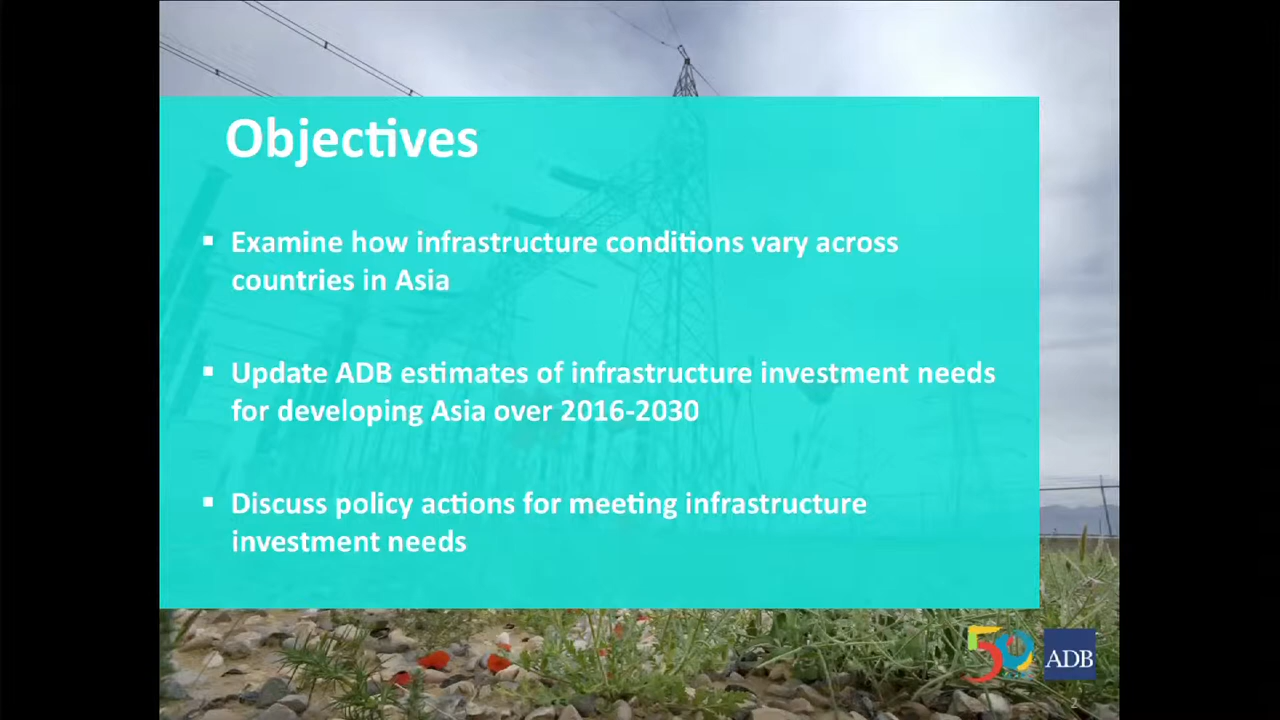 Objectives
▪ Examine how infrastructure conditions vary across
countries in Asia
▪ Update ADB estimates of infrastructure investment needs
for developing Asia over 2016-2030
▪ Discuss policy actions for meeting infrastructure
investment needs
50
ADB